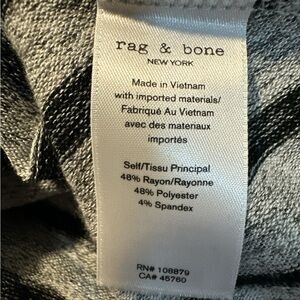 rag & bone
NEW YORK
Made in Vietnam
with imported materials/
Fabriqué Au Vietnam
avec des materiaux
importés
Self/Tissu Principal
48% Rayon/Rayonne
48% Polyester
4% Spandex
RN# 108879
CA# 45760